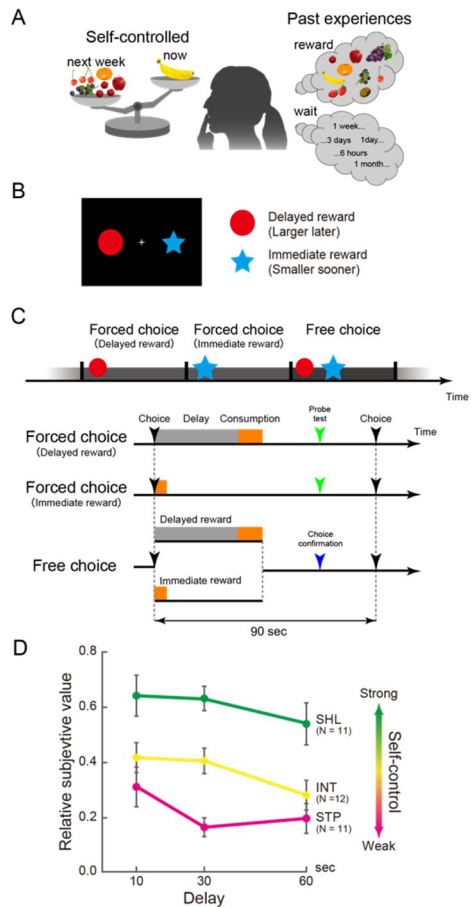 A
Self-controlled
next week
now
Past experiences
reward
wait
1 week...
...3 days 1day...
...6 hours
1 month...
B
+
Delayed reward
(Larger later)
Immediate reward
(Smaller sooner)
C
Forced choice Forced choice Free choice
(Delayed reward) (Immediate reward)
Time
Choice Delay Consumption Probe test Choice
Forced choice
(Delayed reward)
Time
Forced choice
(Immediate reward)
Delayed reward
Choice confirmation
Free choice
Immediate reward
90 sec
D
Relative subjevtive value
0.8
0.6
0.4
0.2
0.0
10 30 60
sec
Delay
SHL
(N = 11)
INT
(N =12)
STP
(N = 11)
Strong
Self-control
Weak